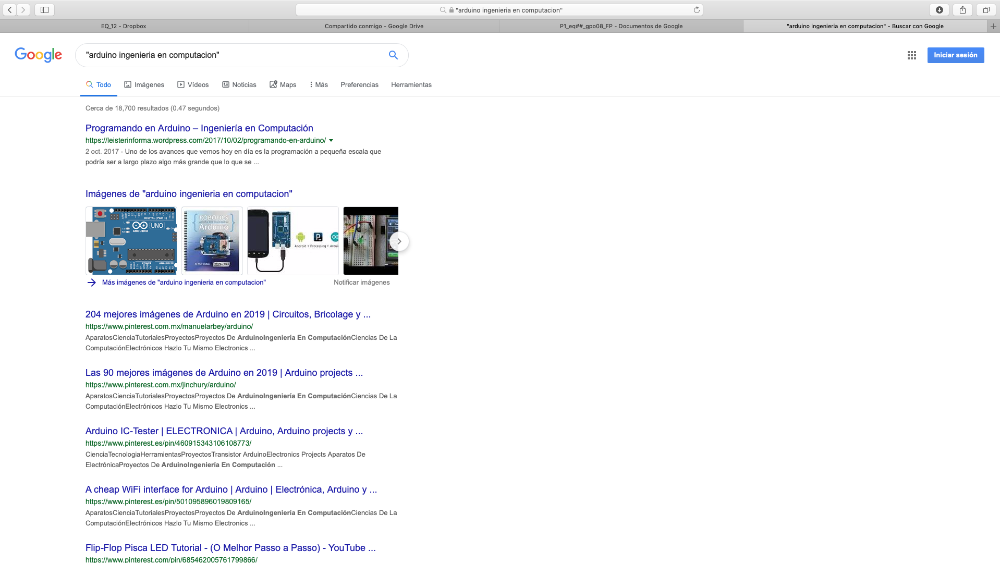 "arduino ingenieria en computacion"
EQ_12 - Dropbox
Compartido conmigo - Google Drive
P1_eq##_gpo08_FP - Documentos de Google
"arduino ingenieria en computacion" - Buscar con Google
Google
"arduino ingenieria en computacion"
Iniciar sesión
Todo
Imágenes
Vídeos
Noticias
Maps
Más
Preferencias
Herramientas
Cerca de 18,700 resultados (0.47 segundos)
Programando en Arduino – Ingeniería en Computación
https://leisterinforma.wordpress.com/2017/10/02/programando-en-arduino/
2 oct. 2017 - Uno de los avances que vemos hoy en día es la programación a pequeña escala que
podría ser a largo plazo algo más grande que lo que se ...
Imágenes de "arduino ingenieria en computacion"
UNO
ARDUINO
DIGITAL (PWM~)
POWER
ANALOG IN
ROBOTICS
Arduino
Android + Processing + Ardui
Más imágenes de "arduino ingenieria en computacion"
Notificar imágenes
204 mejores imágenes de Arduino en 2019 | Circuitos, Bricolage y ...
https://www.pinterest.com.mx/manuelarbey/arduino/
AparatosCienciaTutorialesProyectosProyectos De ArduinoIngeniería En ComputaciónCiencias De La
ComputaciónElectrónicos Hazlo Tu Mismo Electronics ...
Las 90 mejores imágenes de Arduino en 2019 | Arduino projects ...
https://www.pinterest.com.mx/jinchury/arduino/
AparatosCienciaTutorialesProyectosProyectos De ArduinoIngeniería En ComputaciónCiencias De La
ComputaciónElectrónicos Hazlo Tu Mismo Electronics ...
Arduino IC-Tester | ELECTRONICA | Arduino, Arduino projects y ...
https://www.pinterest.es/pin/460915343106108773/
CienciaTecnologiaHerramientasProyectosTransistor ArduinoElectronics Projects Aparatos De
ElectrónicaProyectos De ArduinoIngeniería En Computación ...
A cheap WiFi interface for Arduino | Arduino | Electrónica, Arduino y ...
https://www.pinterest.es/pin/501095896019809165/
AparatosCienciaTutorialesProyectosProyectos De ArduinoIngeniería En ComputaciónCiencias De La
ComputaciónElectrónicos Hazlo Tu Mismo Electronics ...
Flip-Flop Pisca LED Tutorial - (O Melhor Passo a Passo) - YouTube ...
https://www.pinterest.com/pin/685462005761799866/